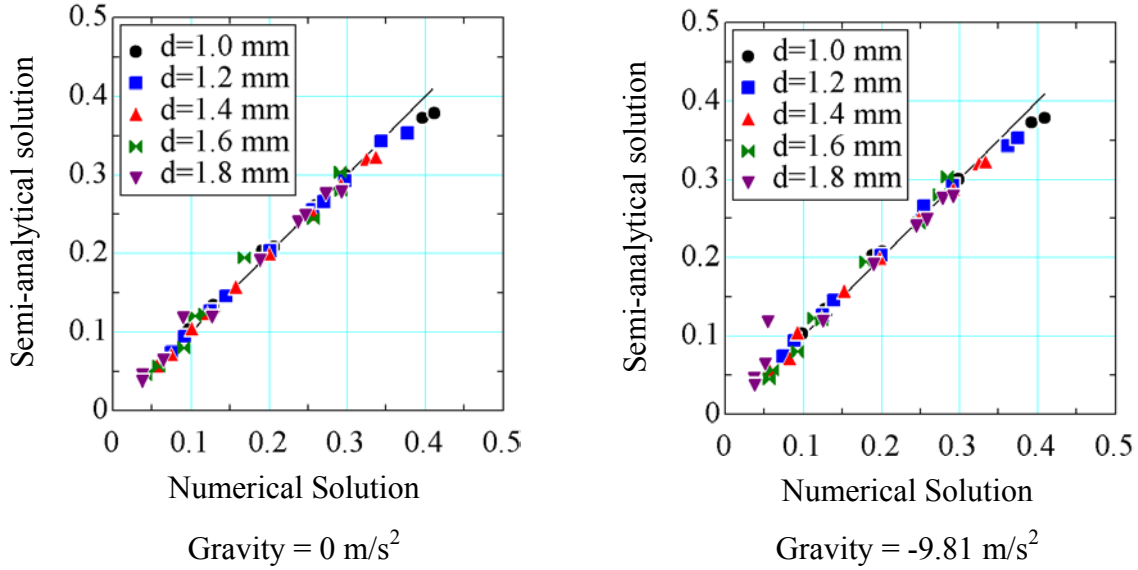 0.5
0.4
0.3
0.2
0.1
0
0 0.1 0.2 0.3 0.4 0.5
d=1.0 mm
d=1.2 mm
d=1.4 mm
d=1.6 mm
d=1.8 mm
Semi-analytical solution
Numerical Solution
Gravity = 0 m/s²
0.5
0.4
0.3
0.2
0.1
0
0 0.1 0.2 0.3 0.4 0.5
d=1.0 mm
d=1.2 mm
d=1.4 mm
d=1.6 mm
d=1.8 mm
Semi-analytical solution
Numerical Solution
Gravity = -9.81 m/s²